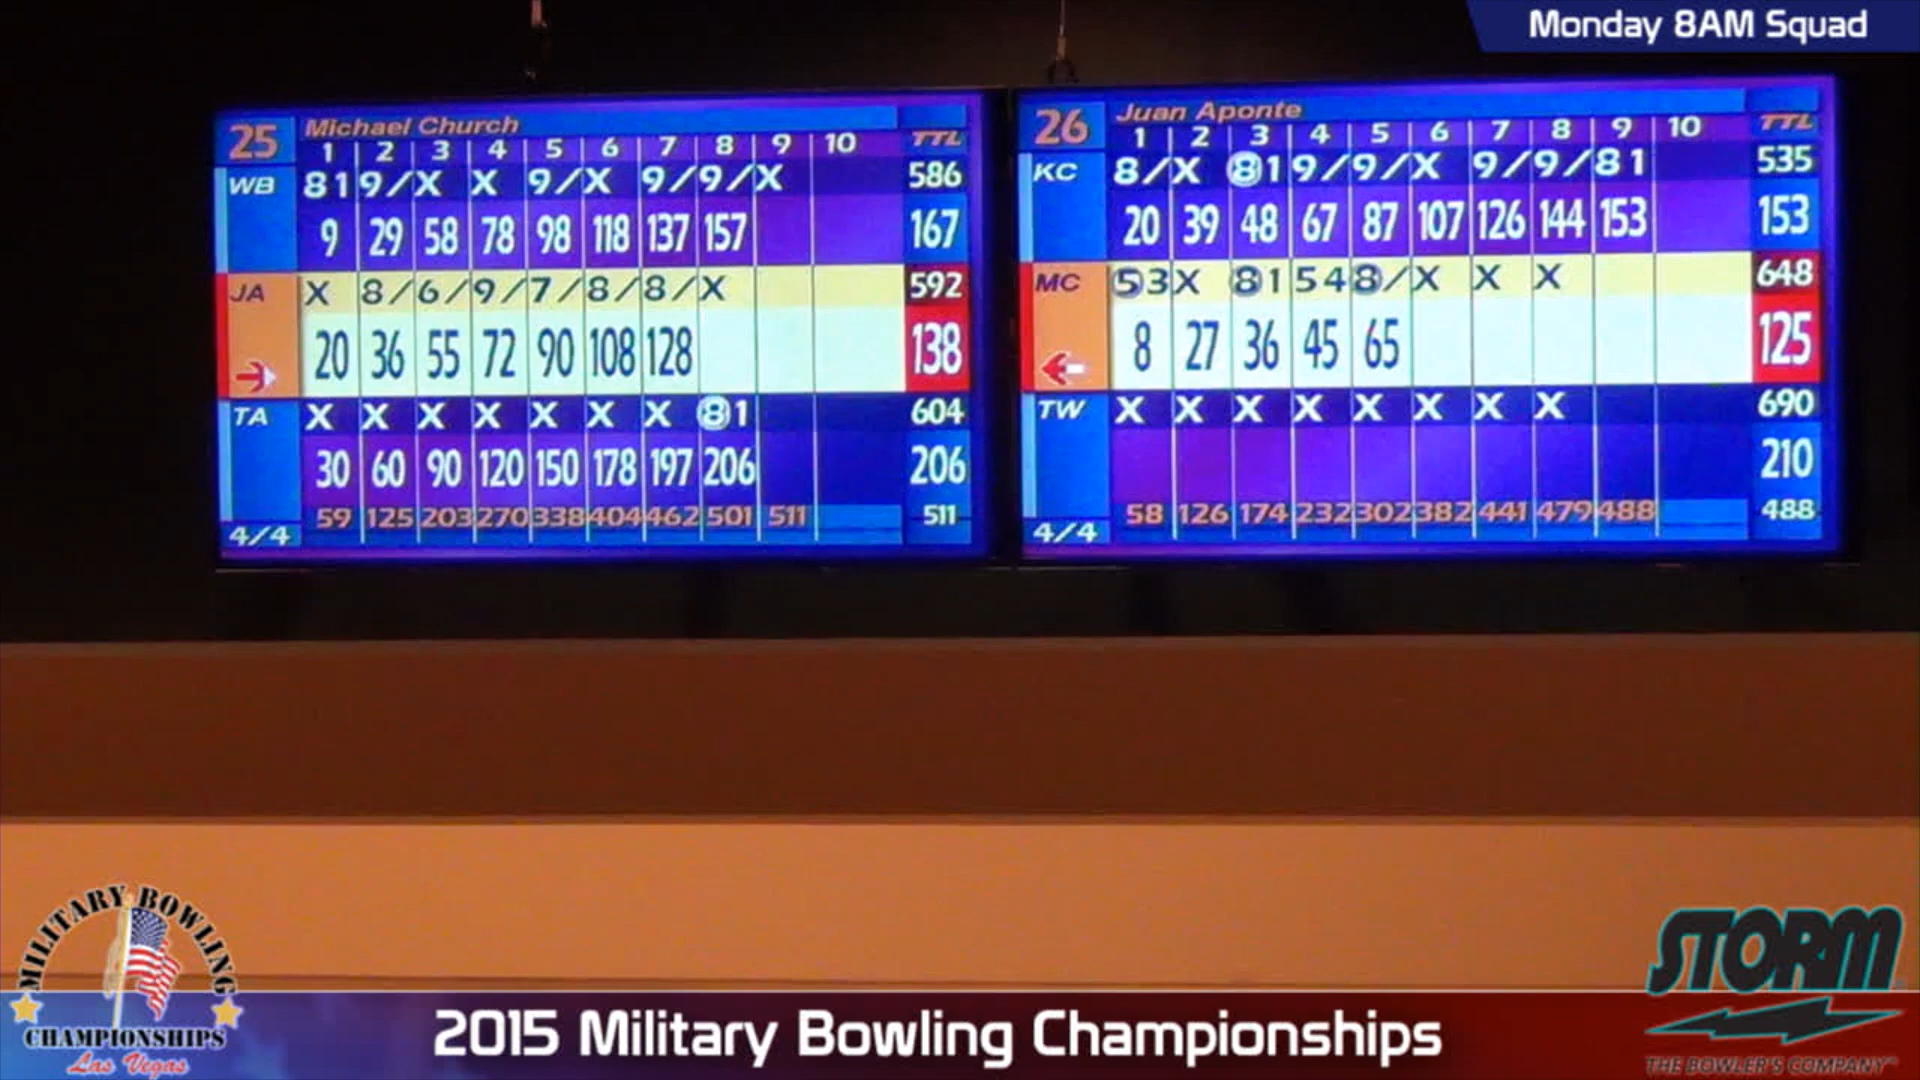 Monday 8AM Squad
25 Michael Church
1 2 3 4 5 6 7 8 9 10 TTL
WB 8 1 9 / X X 9 / X 9 / 9 / X 586
9 29 58 78 98 118 137 157 167
JA X 8 / 6 / 9 / 7 / 8 / 8 / X 592
20 36 55 72 90 108 128 138
TA X X X X X X X 8 1 604
30 60 90 120 150 178 197 206 206
59 125 203 270 338 404 462 501 511 511
4/4
26 Juan Aponte
1 2 3 4 5 6 7 8 9 10 TTL
KC 8 / X 8 1 9 / 9 / X 9 / 9 / 8 1 535
20 39 48 67 87 107 126 144 153 153
MC 5 3 X 8 1 5 4 8 / X X X 648
8 27 36 45 65 125
TW X X X X X X X X 690
210
58 126 174 232 302 382 441 479 488 488
4/4
MILITARY BOWLING
CHAMPIONSHIPS
Las Vegas
2015 Military Bowling Championships
STORM
THE BOWLER'S COMPANY™